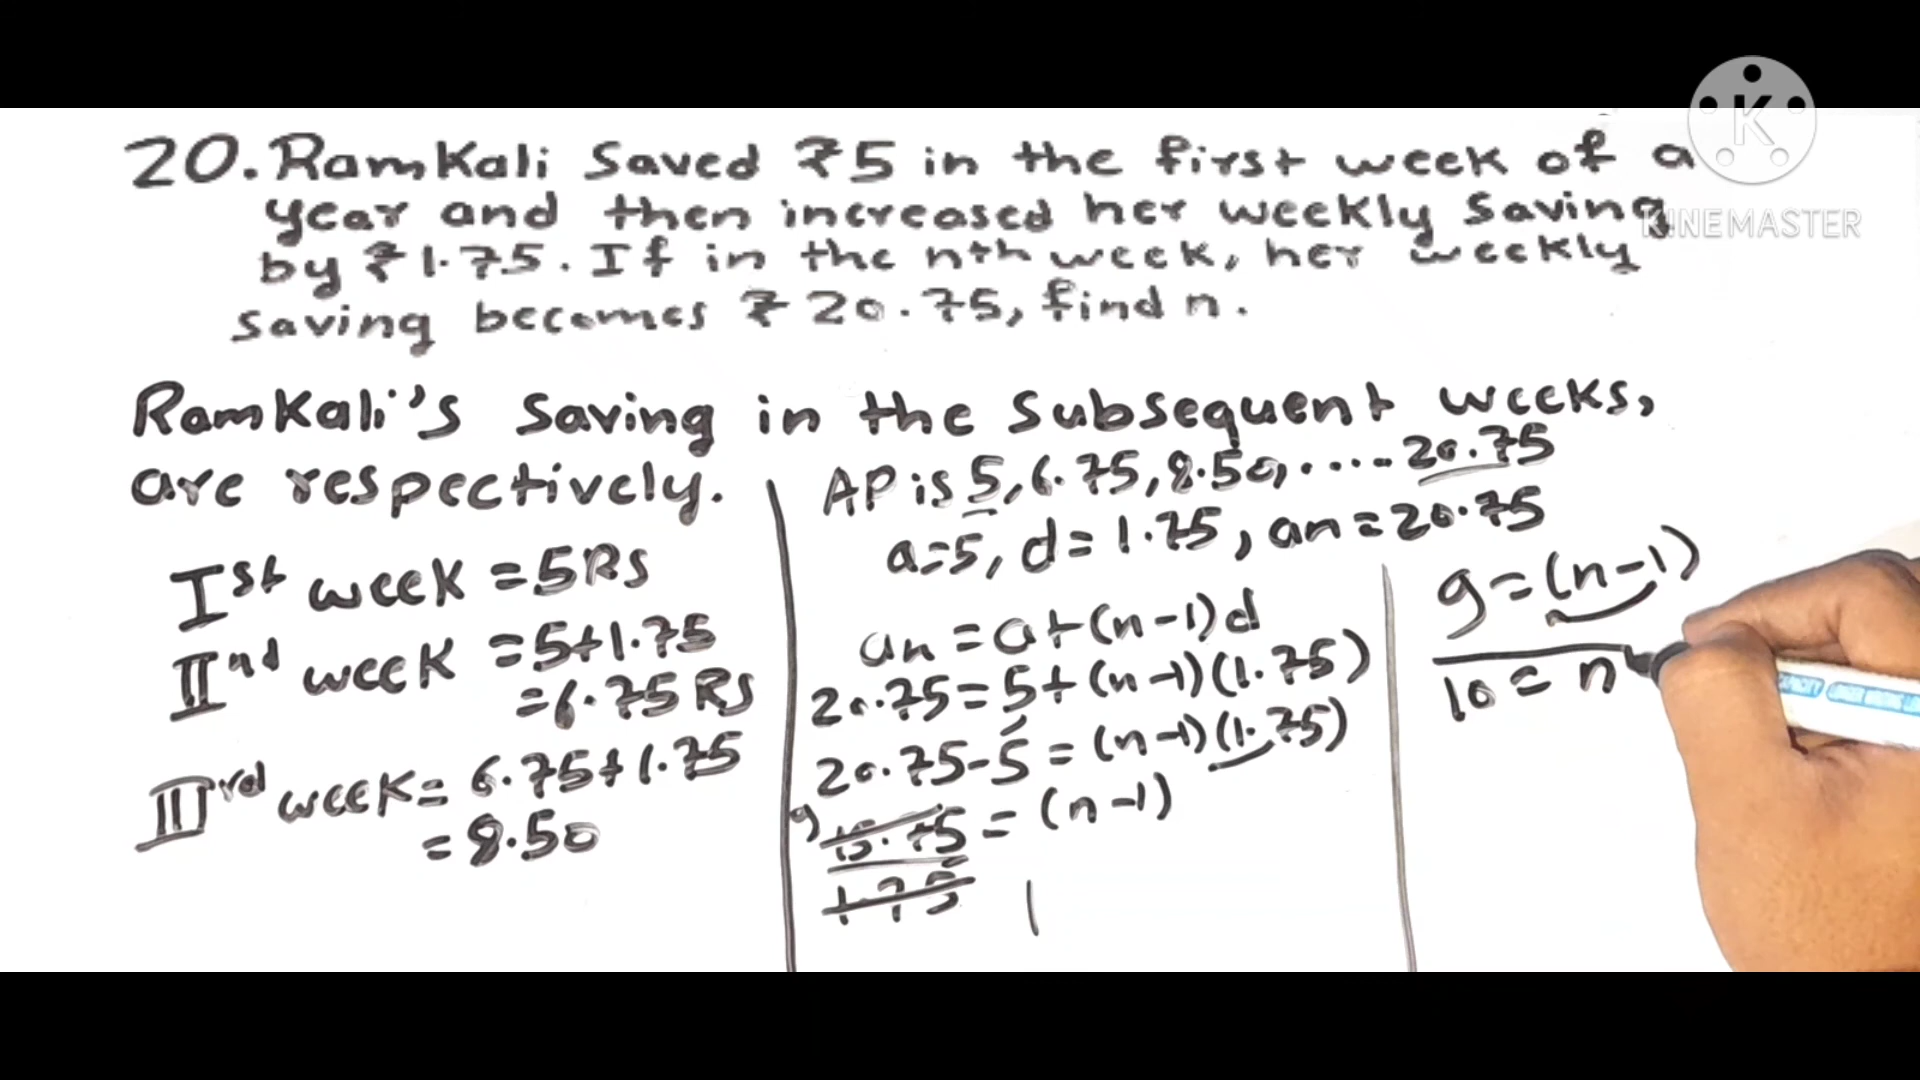 20. RamKali Saved ₹5 in the first week of a
year and then increased her weekly Saving
by ₹1.75. If in the nth week, her weekly
saving becomes ₹20.75, find n.
K
KINEMASTER
RamKali's Saving in the Subsequent weeks,
are respectively.
Ist week = 5RS
IInd week = 5+1.75
= 6.75 RS
IIIrd week = 6.75+1.75
= 8.50
AP is 5, 6.75, 8.50, ..... 20.75
a=5, d=1.75, an=20.75
an = a+(n-1)d
20.75 = 5+(n-1)(1.75)
20.75-5 = (n-1)(1.75)
9
15.75 = (n-1)
1.75
9=(n-1)
10 = n